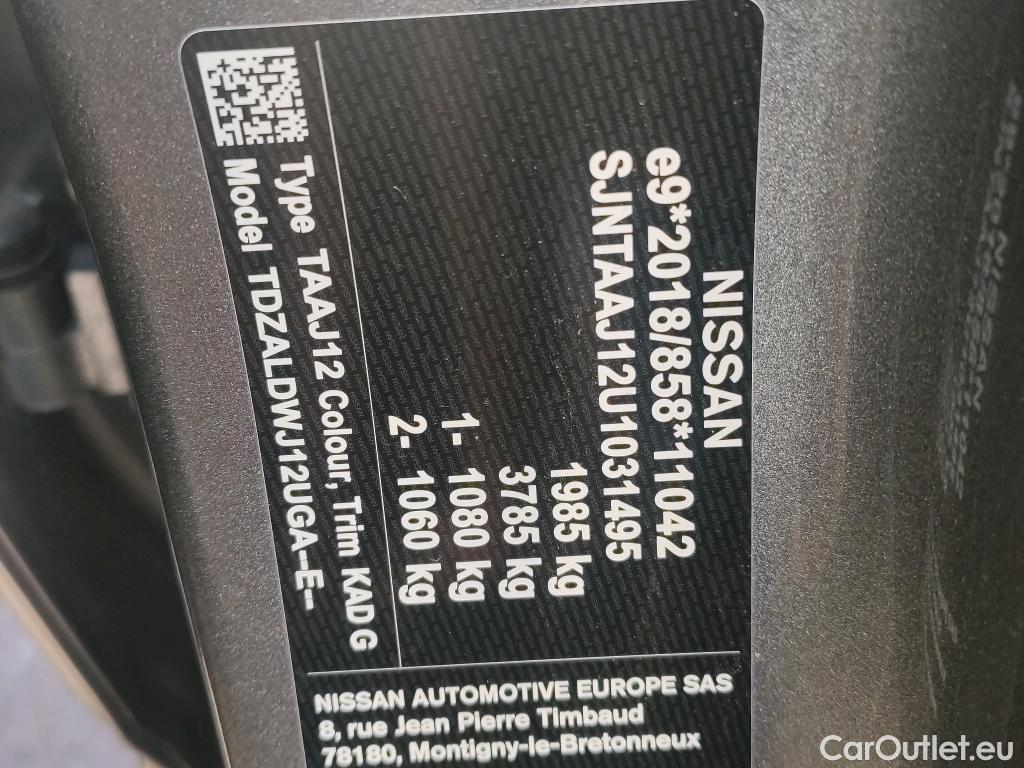 NISSAN
e9*2018/858*11042
SJNTAAJ12U1031495
1985 kg
3785 kg
1- 1080 kg
2- 1060 kg
Type TAAJ12 Colour, Trim KAD G
Model TDZALDWJ12UGA--E--
NISSAN AUTOMOTIVE EUROPE SAS
8, rue Jean Pierre Timbaud
78180, Montigny-le-Bretonneux
CarOutlet.eu